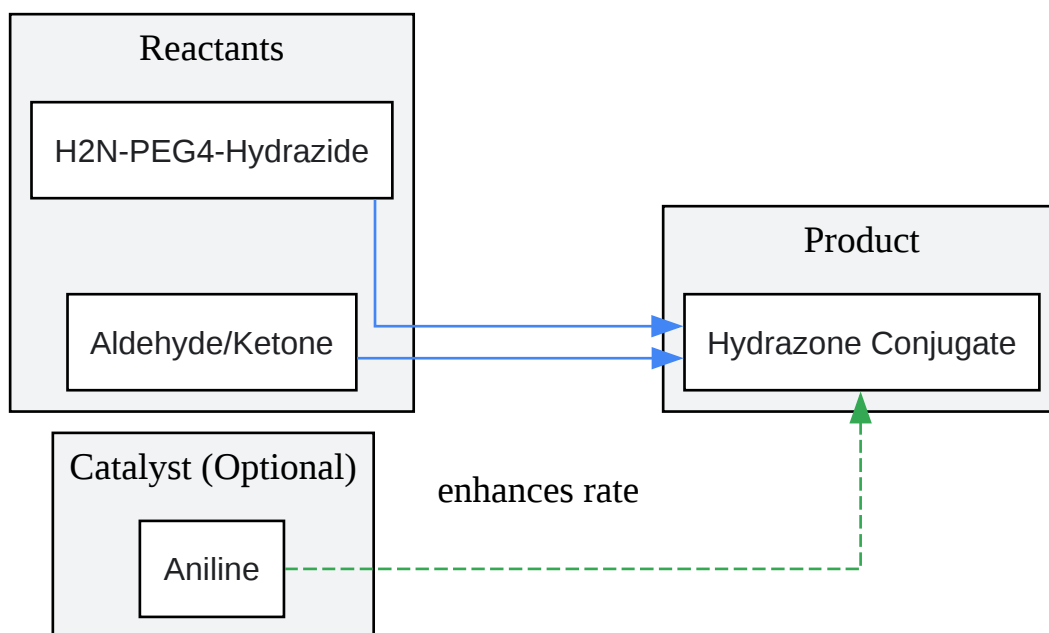 Reactants
H2N-PEG4-Hydrazide
Aldehyde/Ketone
Product
Hydrazone Conjugate
Catalyst (Optional)
enhances rate
Aniline